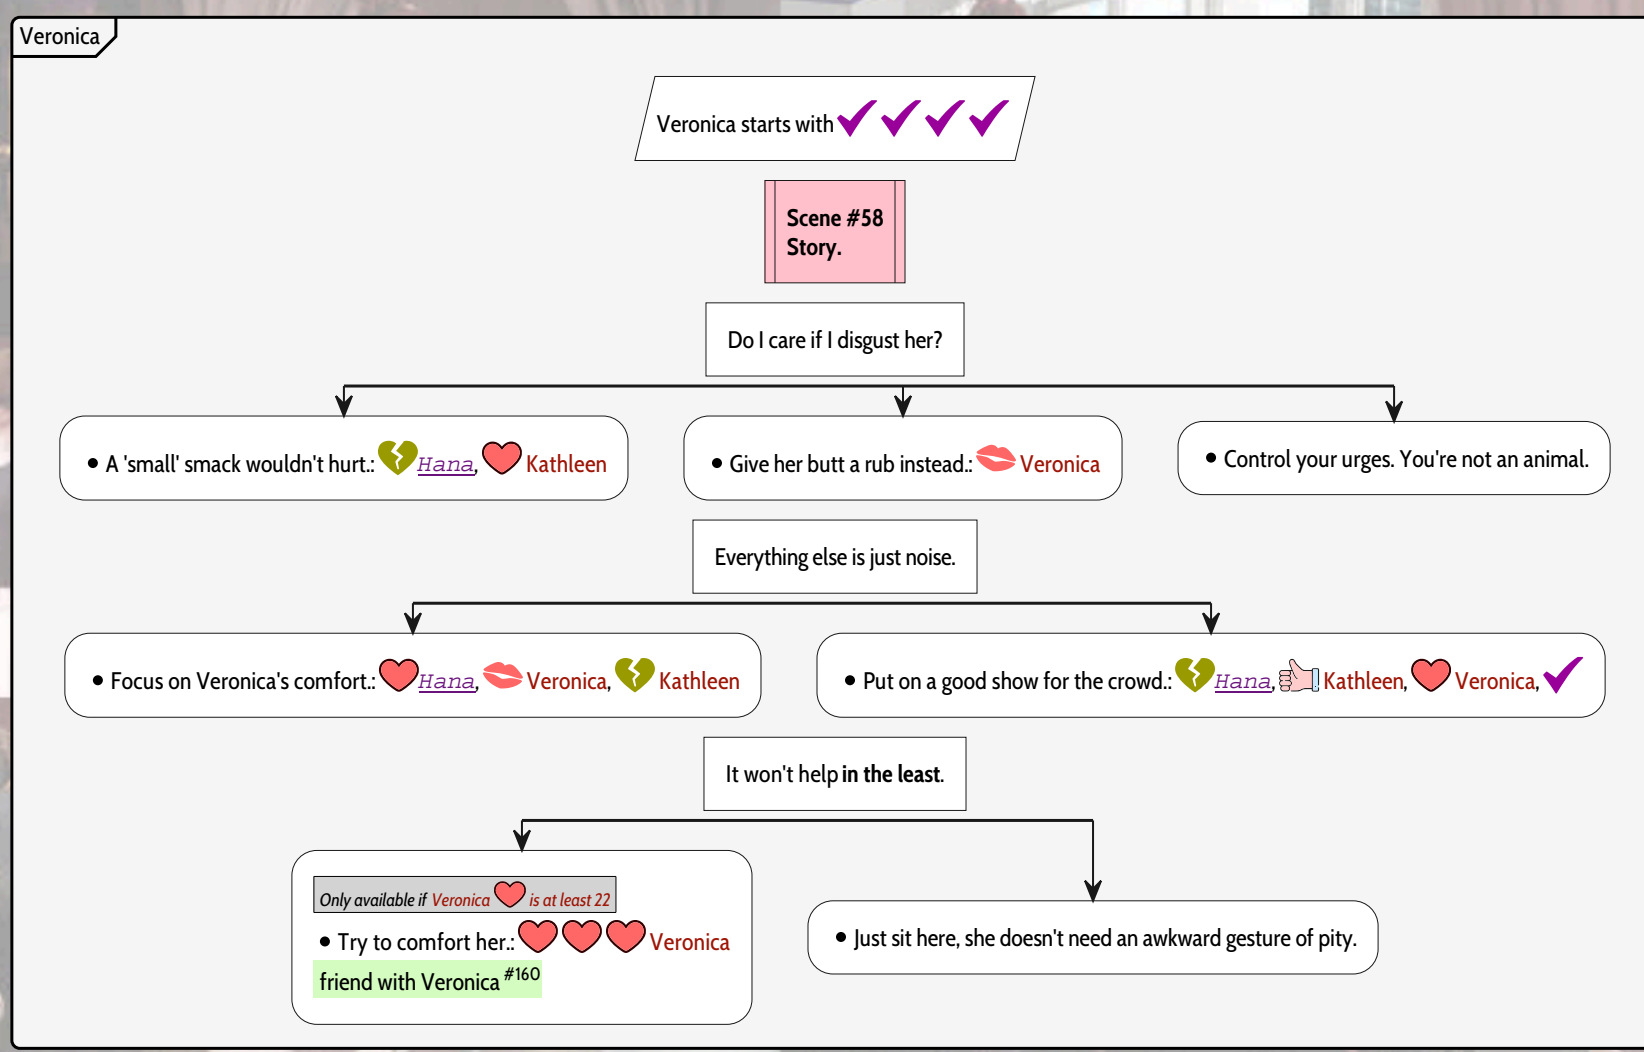 Veronica
Veronica starts with
Scene #58
Story.
Do I care if I disgust her?
A 'small' smack wouldn't hurt.: Hana, Kathleen
Give her butt a rub instead.: Veronica
Control your urges. You're not an animal.
Everything else is just noise.
Focus on Veronica's comfort.: Hana, Veronica, Kathleen
Put on a good show for the crowd.: Hana, Kathleen, Veronica,
It won't help in the least.
Only available if Veronica is at least 22
Try to comfort her.: Veronica
friend with Veronica #160
Just sit here, she doesn't need an awkward gesture of pity.